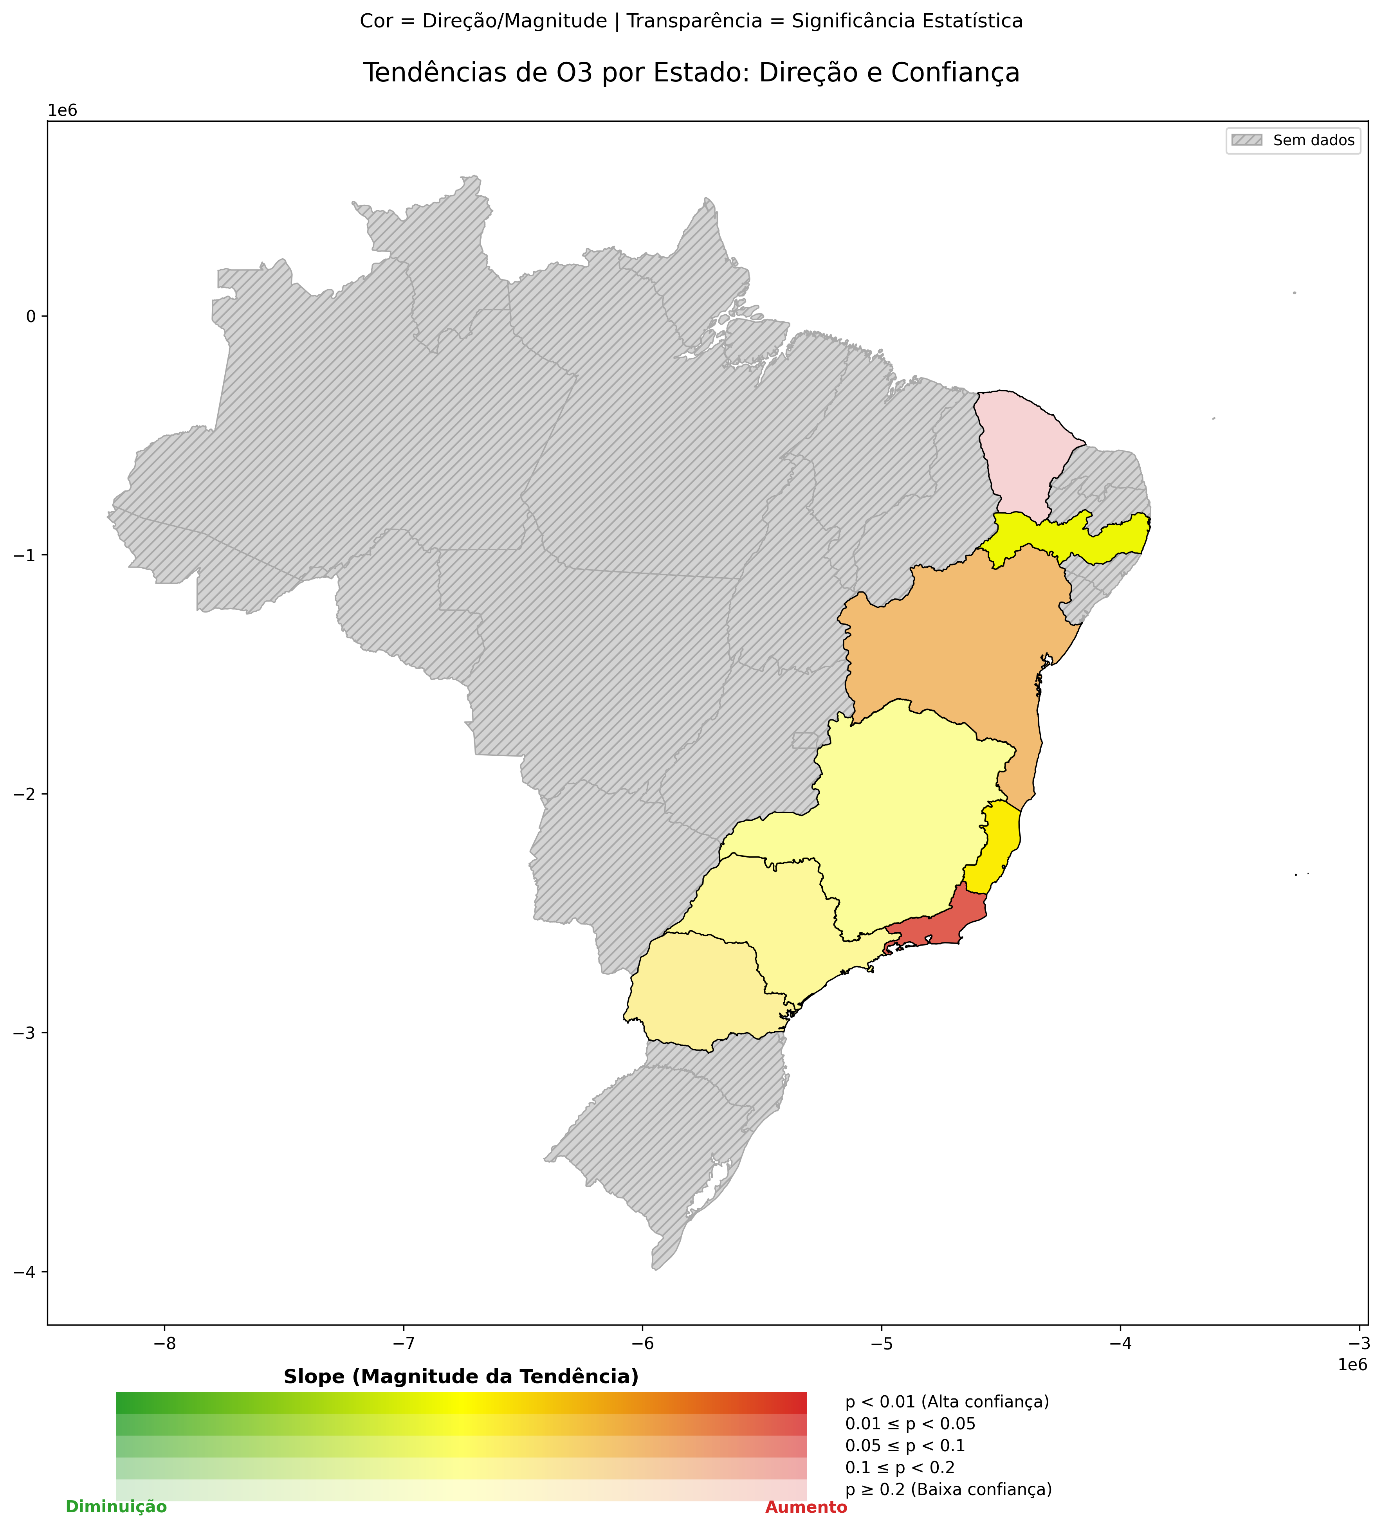 Cor = Direção/Magnitude | Transparência = Significância Estatística
Tendências de O3 por Estado: Direção e Confiança
1e6
Sem dados
0
−1
−2
−3
−4
−8
−7
−6
−5
−4
−3
1e6
Slope (Magnitude da Tendência)
p < 0.01 (Alta confiança)
0.01 ≤ p < 0.05
0.05 ≤ p < 0.1
0.1 ≤ p < 0.2
p ≥ 0.2 (Baixa confiança)
Diminuição
Aumento